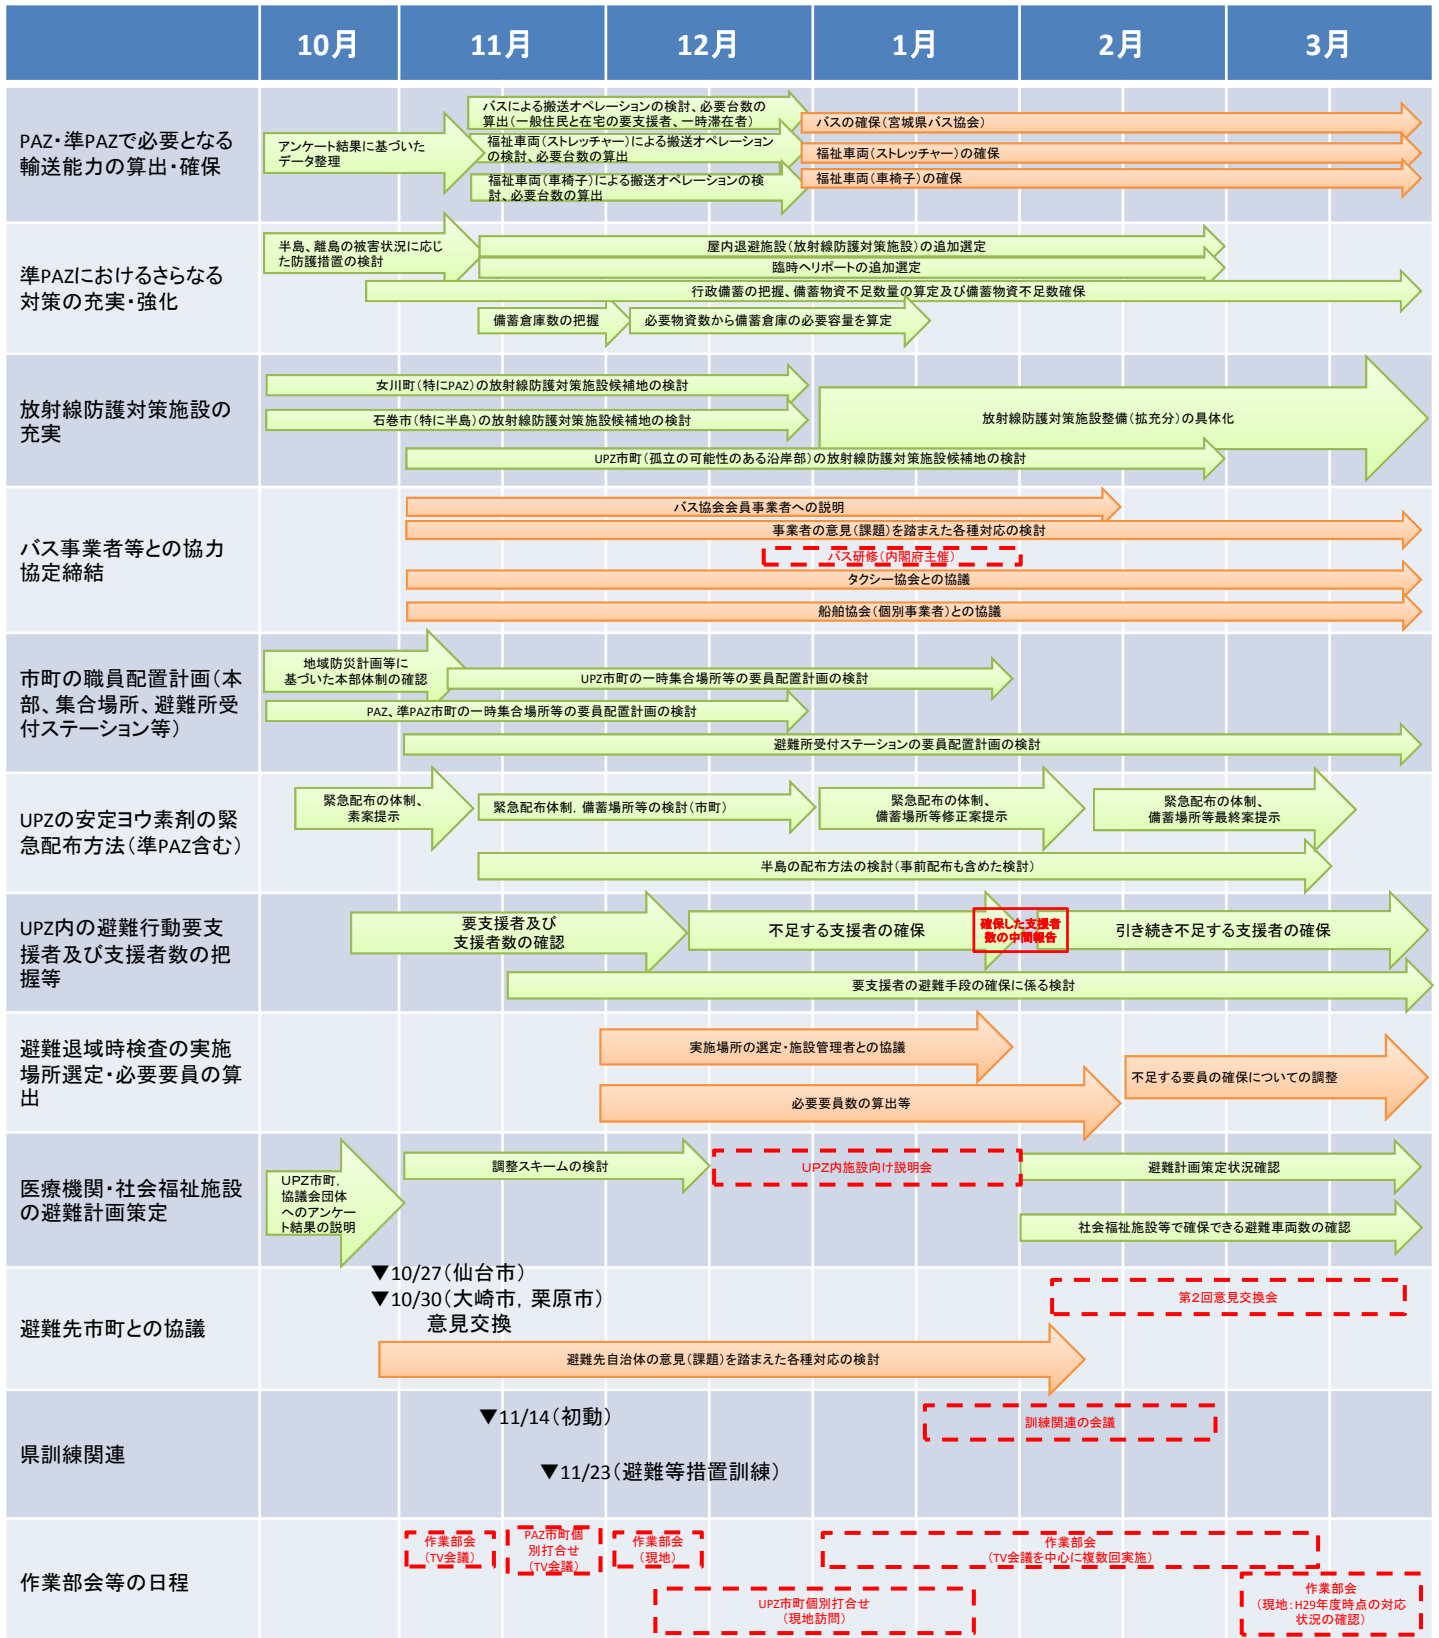 10月 11月 12月 1月 2月 3月
PAZ・準PAZで必要となる
輸送能力の算出・確保
アンケート結果に基づいた
データ整理
バスによる搬送オペレーションの検討、必要台数の
算出(一般住民と在宅の要支援者、一時滞在者)
福祉車両(ストレッチャー)による搬送オペレーション
の検討、必要台数の算出
福祉車両(車椅子)による搬送オペレーションの検
討、必要台数の算出
バスの確保(宮城県バス協会)
福祉車両(ストレッチャー)の確保
福祉車両(車椅子)の確保
準PAZにおけるさらなる
対策の充実・強化
半島、離島の被害状況に応じ
た防護措置の検討
屋内退避施設(放射線防護対策施設)の追加選定
臨時ヘリポートの追加選定
行政備蓄の把握、備蓄物資不足数量の算定及び備蓄物資不足数確保
備蓄倉庫数の把握
必要物資数から備蓄倉庫の必要容量を算定
放射線防護対策施設の
充実
女川町(特にPAZ)の放射線防護対策施設候補地の検討
石巻市(特に半島)の放射線防護対策施設候補地の検討
UPZ市町(孤立の可能性のある沿岸部)の放射線防護対策施設候補地の検討
放射線防護対策施設整備(拡充分)の具体化
バス事業者等との協力
協定締結
バス協会会員事業者への説明
事業者の意見(課題)を踏まえた各種対応の検討
バス研修(内閣府主催)
タクシー協会との協議
船舶協会(個別事業者)との協議
市町の職員配置計画(本
部、集合場所、避難所受
付ステーション等)
地域防災計画等に
基づいた本部体制の確認
UPZ市町の一時集合場所等の要員配置計画の検討
PAZ、準PAZ市町の一時集合場所等の要員配置計画の検討
避難所受付ステーションの要員配置計画の検討
UPZの安定ヨウ素剤の緊
急配布方法(準PAZ含む)
緊急配布の体制、
素案提示
緊急配布体制, 備蓄場所等の検討(市町)
緊急配布の体制、
備蓄場所等修正案提示
緊急配布の体制、
備蓄場所等最終案提示
半島の配布方法の検討(事前配布も含めた検討)
UPZ内の避難行動要支
援者及び支援者数の把
握等
要支援者及び
支援者数の確認
不足する支援者の確保
確保した支援者
数の中間報告
引き続き不足する支援者の確保
要支援者の避難手段の確保に係る検討
避難退域時検査の実施
場所選定・必要要員の算
出
実施場所の選定・施設管理者との協議
必要要員数の算出等
不足する要員の確保についての調整
医療機関・社会福祉施設
の避難計画策定
UPZ市町,
協議会団体
へのアンケー
ト結果の説明
調整スキームの検討
UPZ内施設向け説明会
避難計画策定状況確認
社会福祉施設等で確保できる避難車両数の確認
避難先市町との協議
▼10/27(仙台市)
▼10/30(大崎市, 栗原市)
意見交換
第2回意見交換会
避難先自治体の意見(課題)を踏まえた各種対応の検討
県訓練関連
▼11/14(初動)
▼11/23(避難等措置訓練)
訓練関連の会議
作業部会等の日程
作業部会
(TV会議)
PAZ市町個
別打合せ
(TV会議)
作業部会
(現地)
作業部会
(TV会議を中心に複数回実施)
UPZ市町個別打合せ
(現地訪問)
作業部会
(現地:H29年度時点の対応
状況の確認)